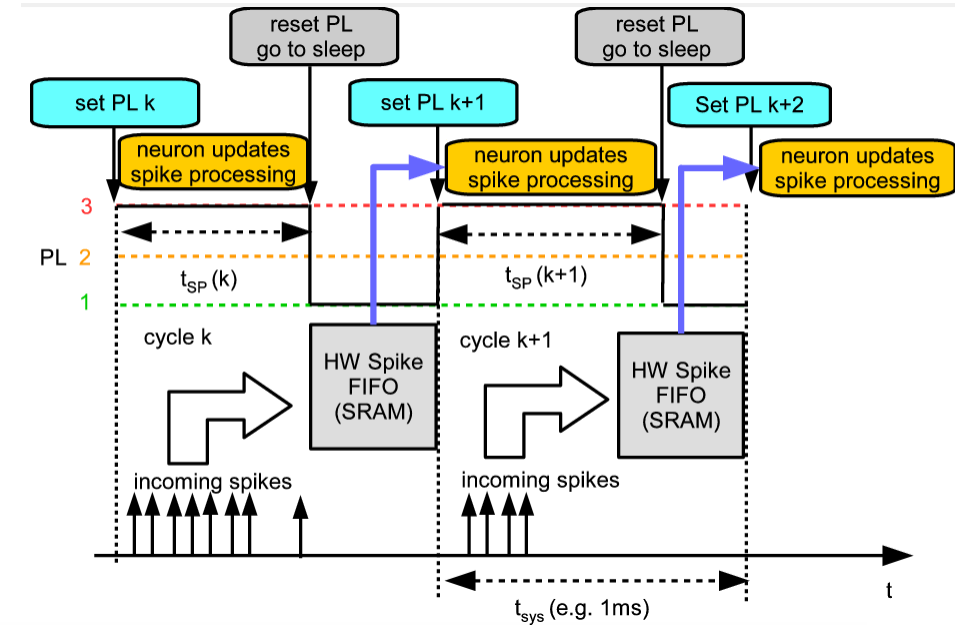 reset PL
go to sleep
reset PL
go to sleep
set PL k
set PL k+1
Set PL k+2
neuron updates
spike processing
neuron updates
spike processing
neuron updates
spike processing
3
PL 2
1
tSP (k)
tSP (k+1)
cycle k
cycle k+1
HW Spike
FIFO
(SRAM)
HW Spike
FIFO
(SRAM)
incoming spikes
incoming spikes
t
tsys (e.g. 1ms)